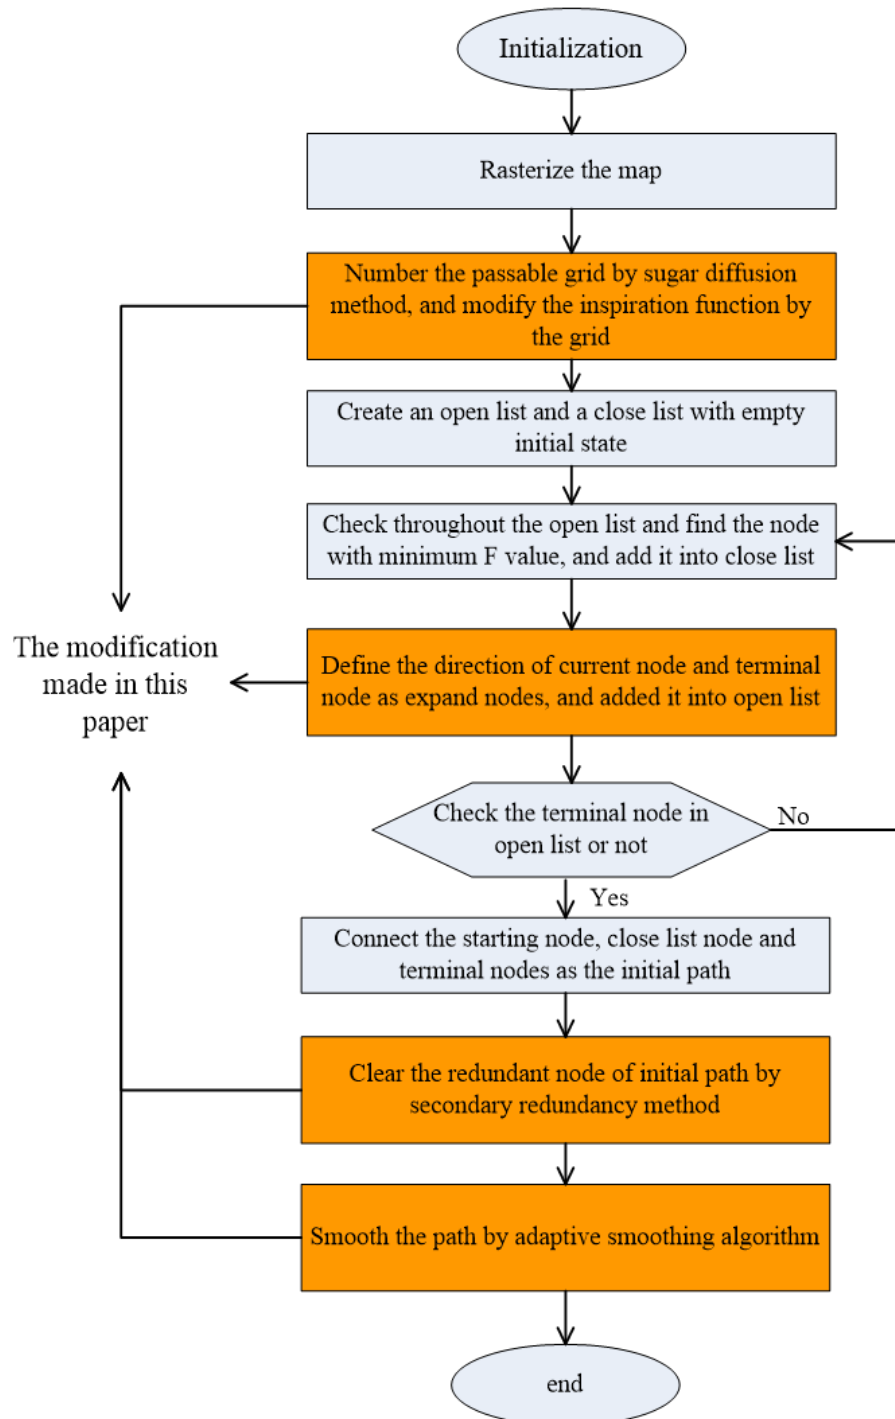 Initialization
Rasterize the map
Number the passable grid by sugar diffusion
method, and modify the inspiration function by
the grid
Create an open list and a close list with empty
initial state
Check throughout the open list and find the node
with minimum F value, and add it into close list
The modification
made in this
paper
Define the direction of current node and terminal
node as expand nodes, and added it into open list
Check the terminal node in
open list or not
No
Yes
Connect the starting node, close list node and
terminal nodes as the initial path
Clear the redundant node of initial path by
secondary redundancy method
Smooth the path by adaptive smoothing algorithm
end